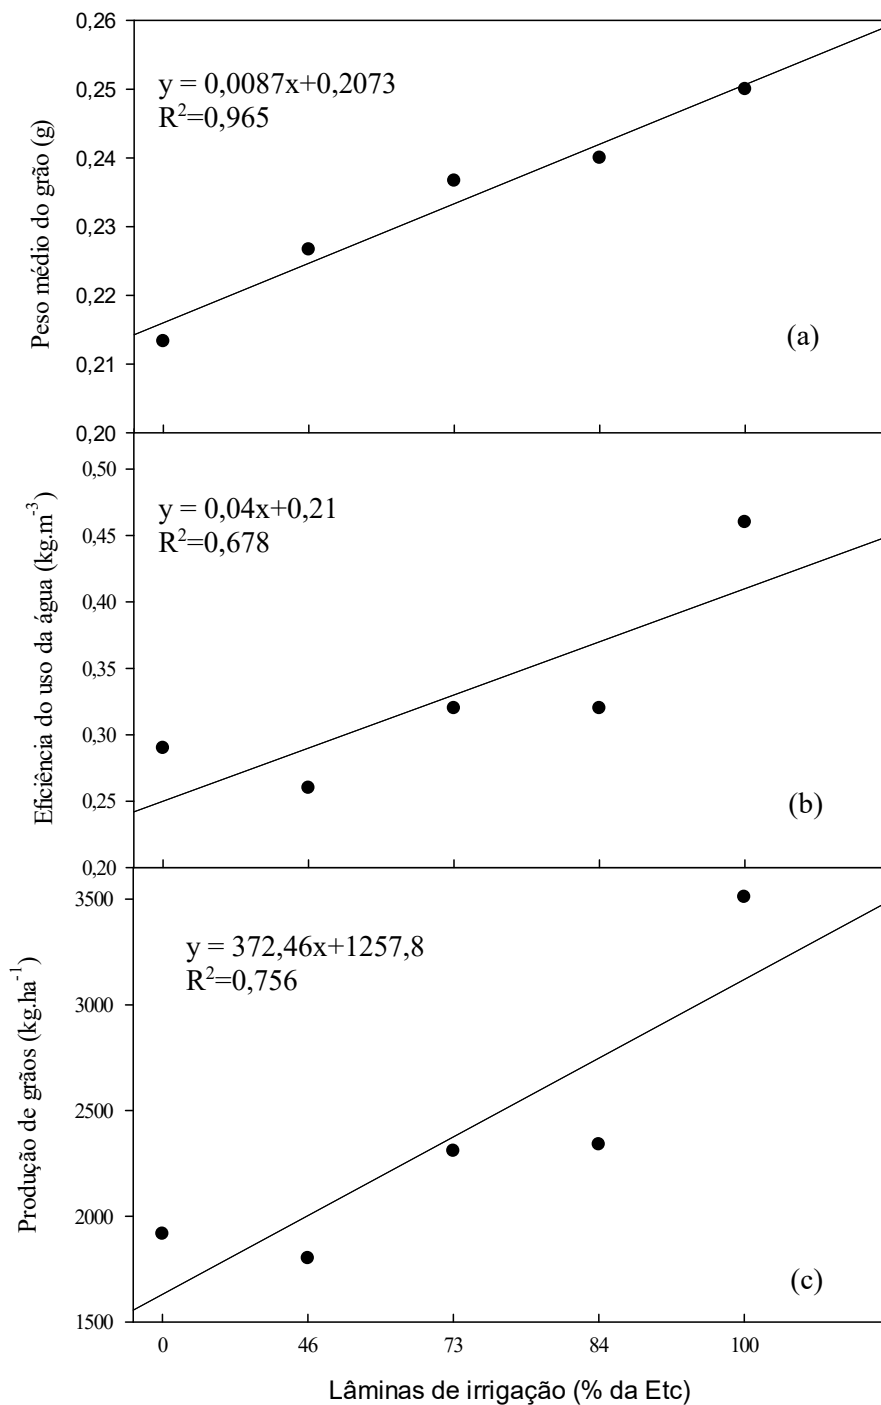 0,26
0,25
0,24
0,23
0,22
0,21
0,20
Peso médio do grão (g)
y = 0,0087x+0,2073
R²=0,965
(a)
0,50
0,45
0,40
0,35
0,30
0,25
0,20
Eficiência do uso da água (kg.m⁻³)
y = 0,04x+0,21
R²=0,678
(b)
3500
3000
2500
2000
1500
Produção de grãos (kg.ha⁻¹)
y = 372,46x+1257,8
R²=0,756
(c)
0 46 73 84 100
Lâminas de irrigação (% da Etc)